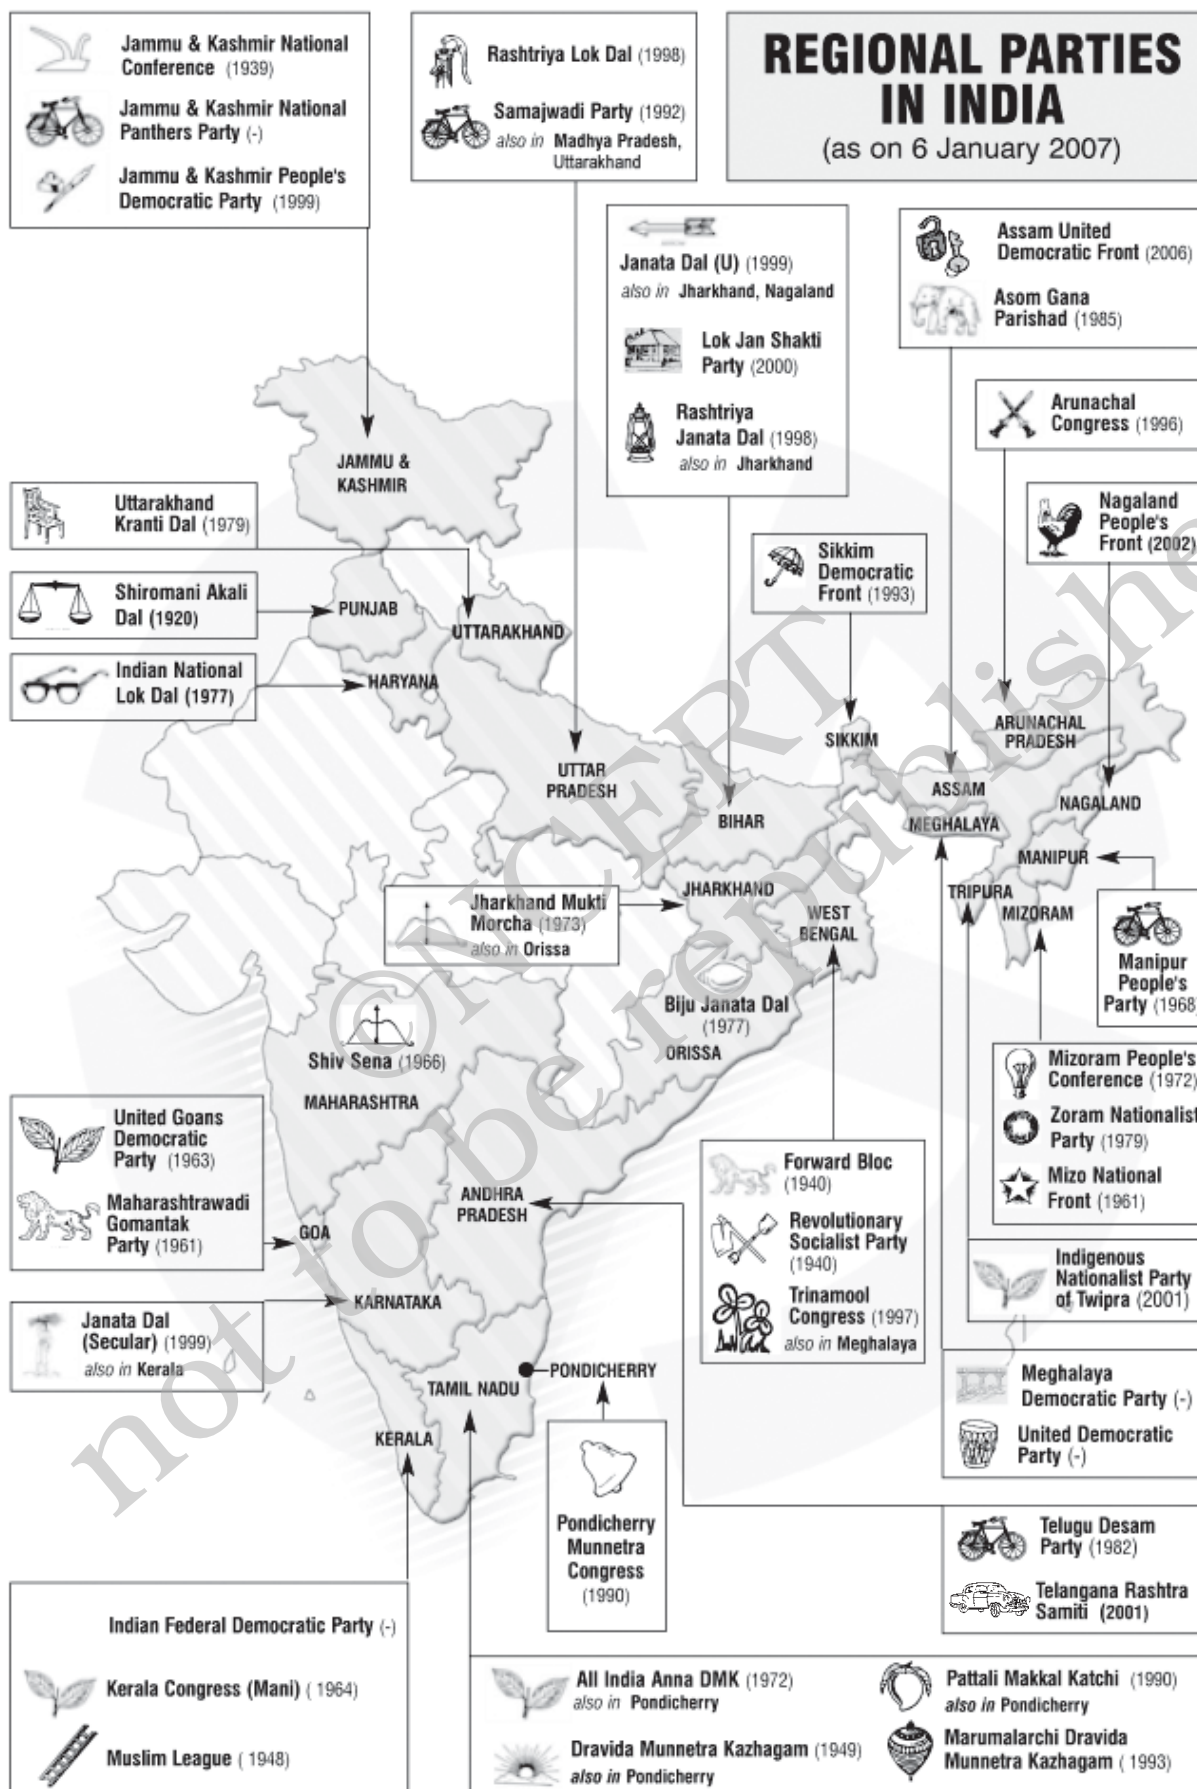 REGIONAL PARTIES
IN INDIA
(as on 6 January 2007)
Jammu & Kashmir National
Conference (1939)
Jammu & Kashmir National
Panthers Party (-)
Jammu & Kashmir People's
Democratic Party (1999)
Rashtriya Lok Dal (1998)
Samajwadi Party (1992)
also in Madhya Pradesh,
Uttarakhand
Janata Dal (U) (1999)
also in Jharkhand, Nagaland
Lok Jan Shakti
Party (2000)
Rashtriya
Janata Dal (1998)
also in Jharkhand
Assam United
Democratic Front (2006)
Asom Gana
Parishad (1985)
Arunachal
Congress (1996)
Nagaland
People's
Front (2002)
Sikkim
Democratic
Front (1993)
Uttarakhand
Kranti Dal (1979)
Shiromani Akali
Dal (1920)
Indian National
Lok Dal (1977)
JAMMU &
KASHMIR
PUNJAB
UTTARAKHAND
HARYANA
UTTAR
PRADESH
BIHAR
SIKKIM
ARUNACHAL
PRADESH
ASSAM
NAGALAND
MEGHALAYA
MANIPUR
TRIPURA
MIZORAM
JHARKHAND
WEST
BENGAL
Jharkhand Mukti
Morcha (1973)
also in Orissa
Biju Janata Dal
(1977)
ORISSA
Shiv Sena (1966)
MAHARASHTRA
Manipur
People's
Party (1968)
Mizoram People's
Conference (1972)
Zoram Nationalist
Party (1979)
Mizo National
Front (1961)
United Goans
Democratic
Party (1963)
Maharashtrawadi
Gomantak
Party (1961)
GOA
ANDHRA
PRADESH
Forward Bloc
(1940)
Revolutionary
Socialist Party
(1940)
Trinamool
Congress (1997)
also in Meghalaya
Indigenous
Nationalist Party
of Twipra (2001)
Janata Dal
(Secular) (1999)
also in Kerala
KARNATAKA
PONDICHERRY
TAMIL NADU
KERALA
Meghalaya
Democratic Party (-)
United Democratic
Party (-)
Pondicherry
Munnetra
Congress
(1990)
Telugu Desam
Party (1982)
Telangana Rashtra
Samiti (2001)
Indian Federal Democratic Party (-)
Kerala Congress (Mani) ( 1964)
Muslim League ( 1948)
All India Anna DMK (1972)
also in Pondicherry
Dravida Munnetra Kazhagam (1949)
also in Pondicherry
Pattali Makkal Katchi (1990)
also in Pondicherry
Marumalarchi Dravida
Munnetra Kazhagam ( 1993)
©NCERT
not to be republishe